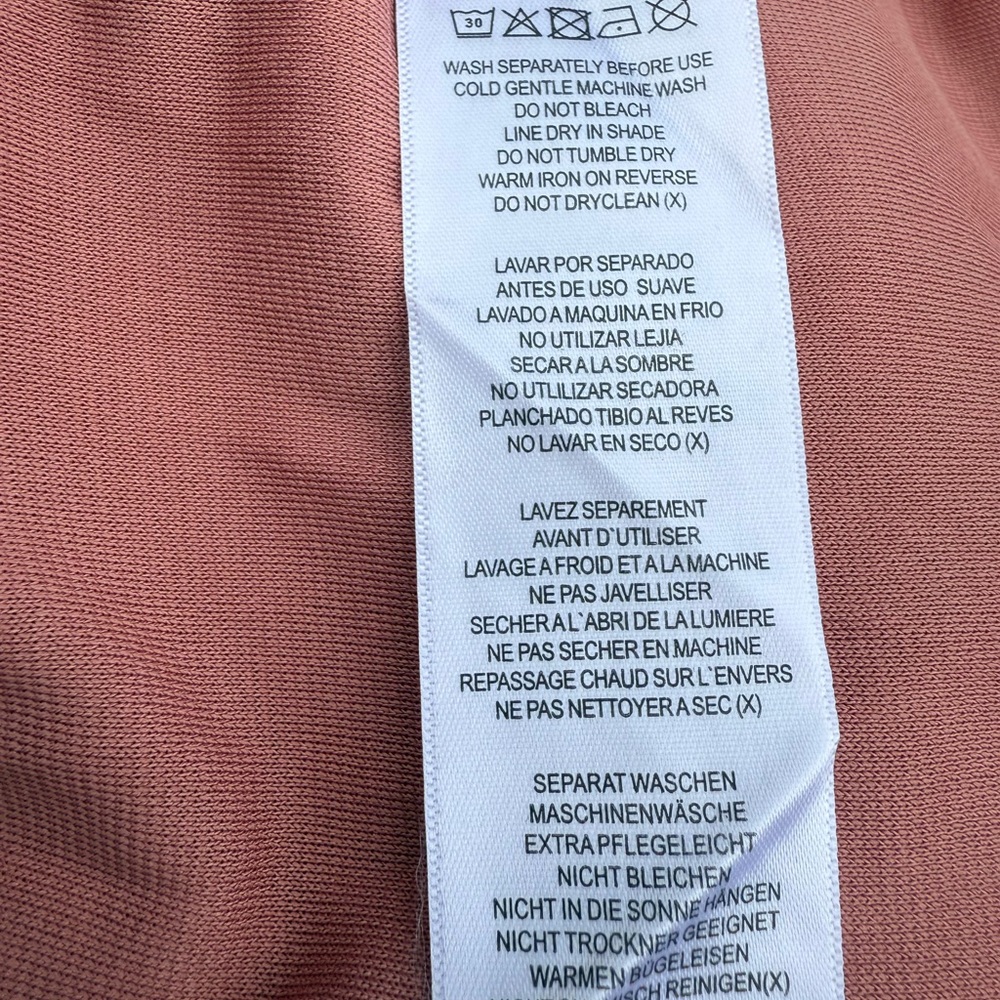 30
WASH SEPARATELY BEFORE USE
COLD GENTLE MACHINE WASH
DO NOT BLEACH
LINE DRY IN SHADE
DO NOT TUMBLE DRY
WARM IRON ON REVERSE
DO NOT DRYCLEAN (X)
LAVAR POR SEPARADO
ANTES DE USO SUAVE
LAVADO A MAQUINA EN FRIO
NO UTILIZAR LEJIA
SECAR A LA SOMBRE
NO UTLILIZAR SECADORA
PLANCHADO TIBIO AL REVES
NO LAVAR EN SECO (X)
LAVEZ SEPAREMENT
AVANT D`UTILISER
LAVAGE A FROID ET A LA MACHINE
NE PAS JAVELLISER
SECHER A L`ABRI DE LA LUMIERE
NE PAS SECHER EN MACHINE
REPASSAGE CHAUD SUR L`ENVERS
NE PAS NETTOYER A SEC (X)
SEPARAT WASCHEN
MASCHINENWÄSCHE
EXTRA PFLEGELEICHT
NICHT BLEICHEN
NICHT IN DIE SONNE HÄNGEN
NICHT TROCKNER GEEIGNET
WARMEN BÜGELEISEN
REINIGEN(X)